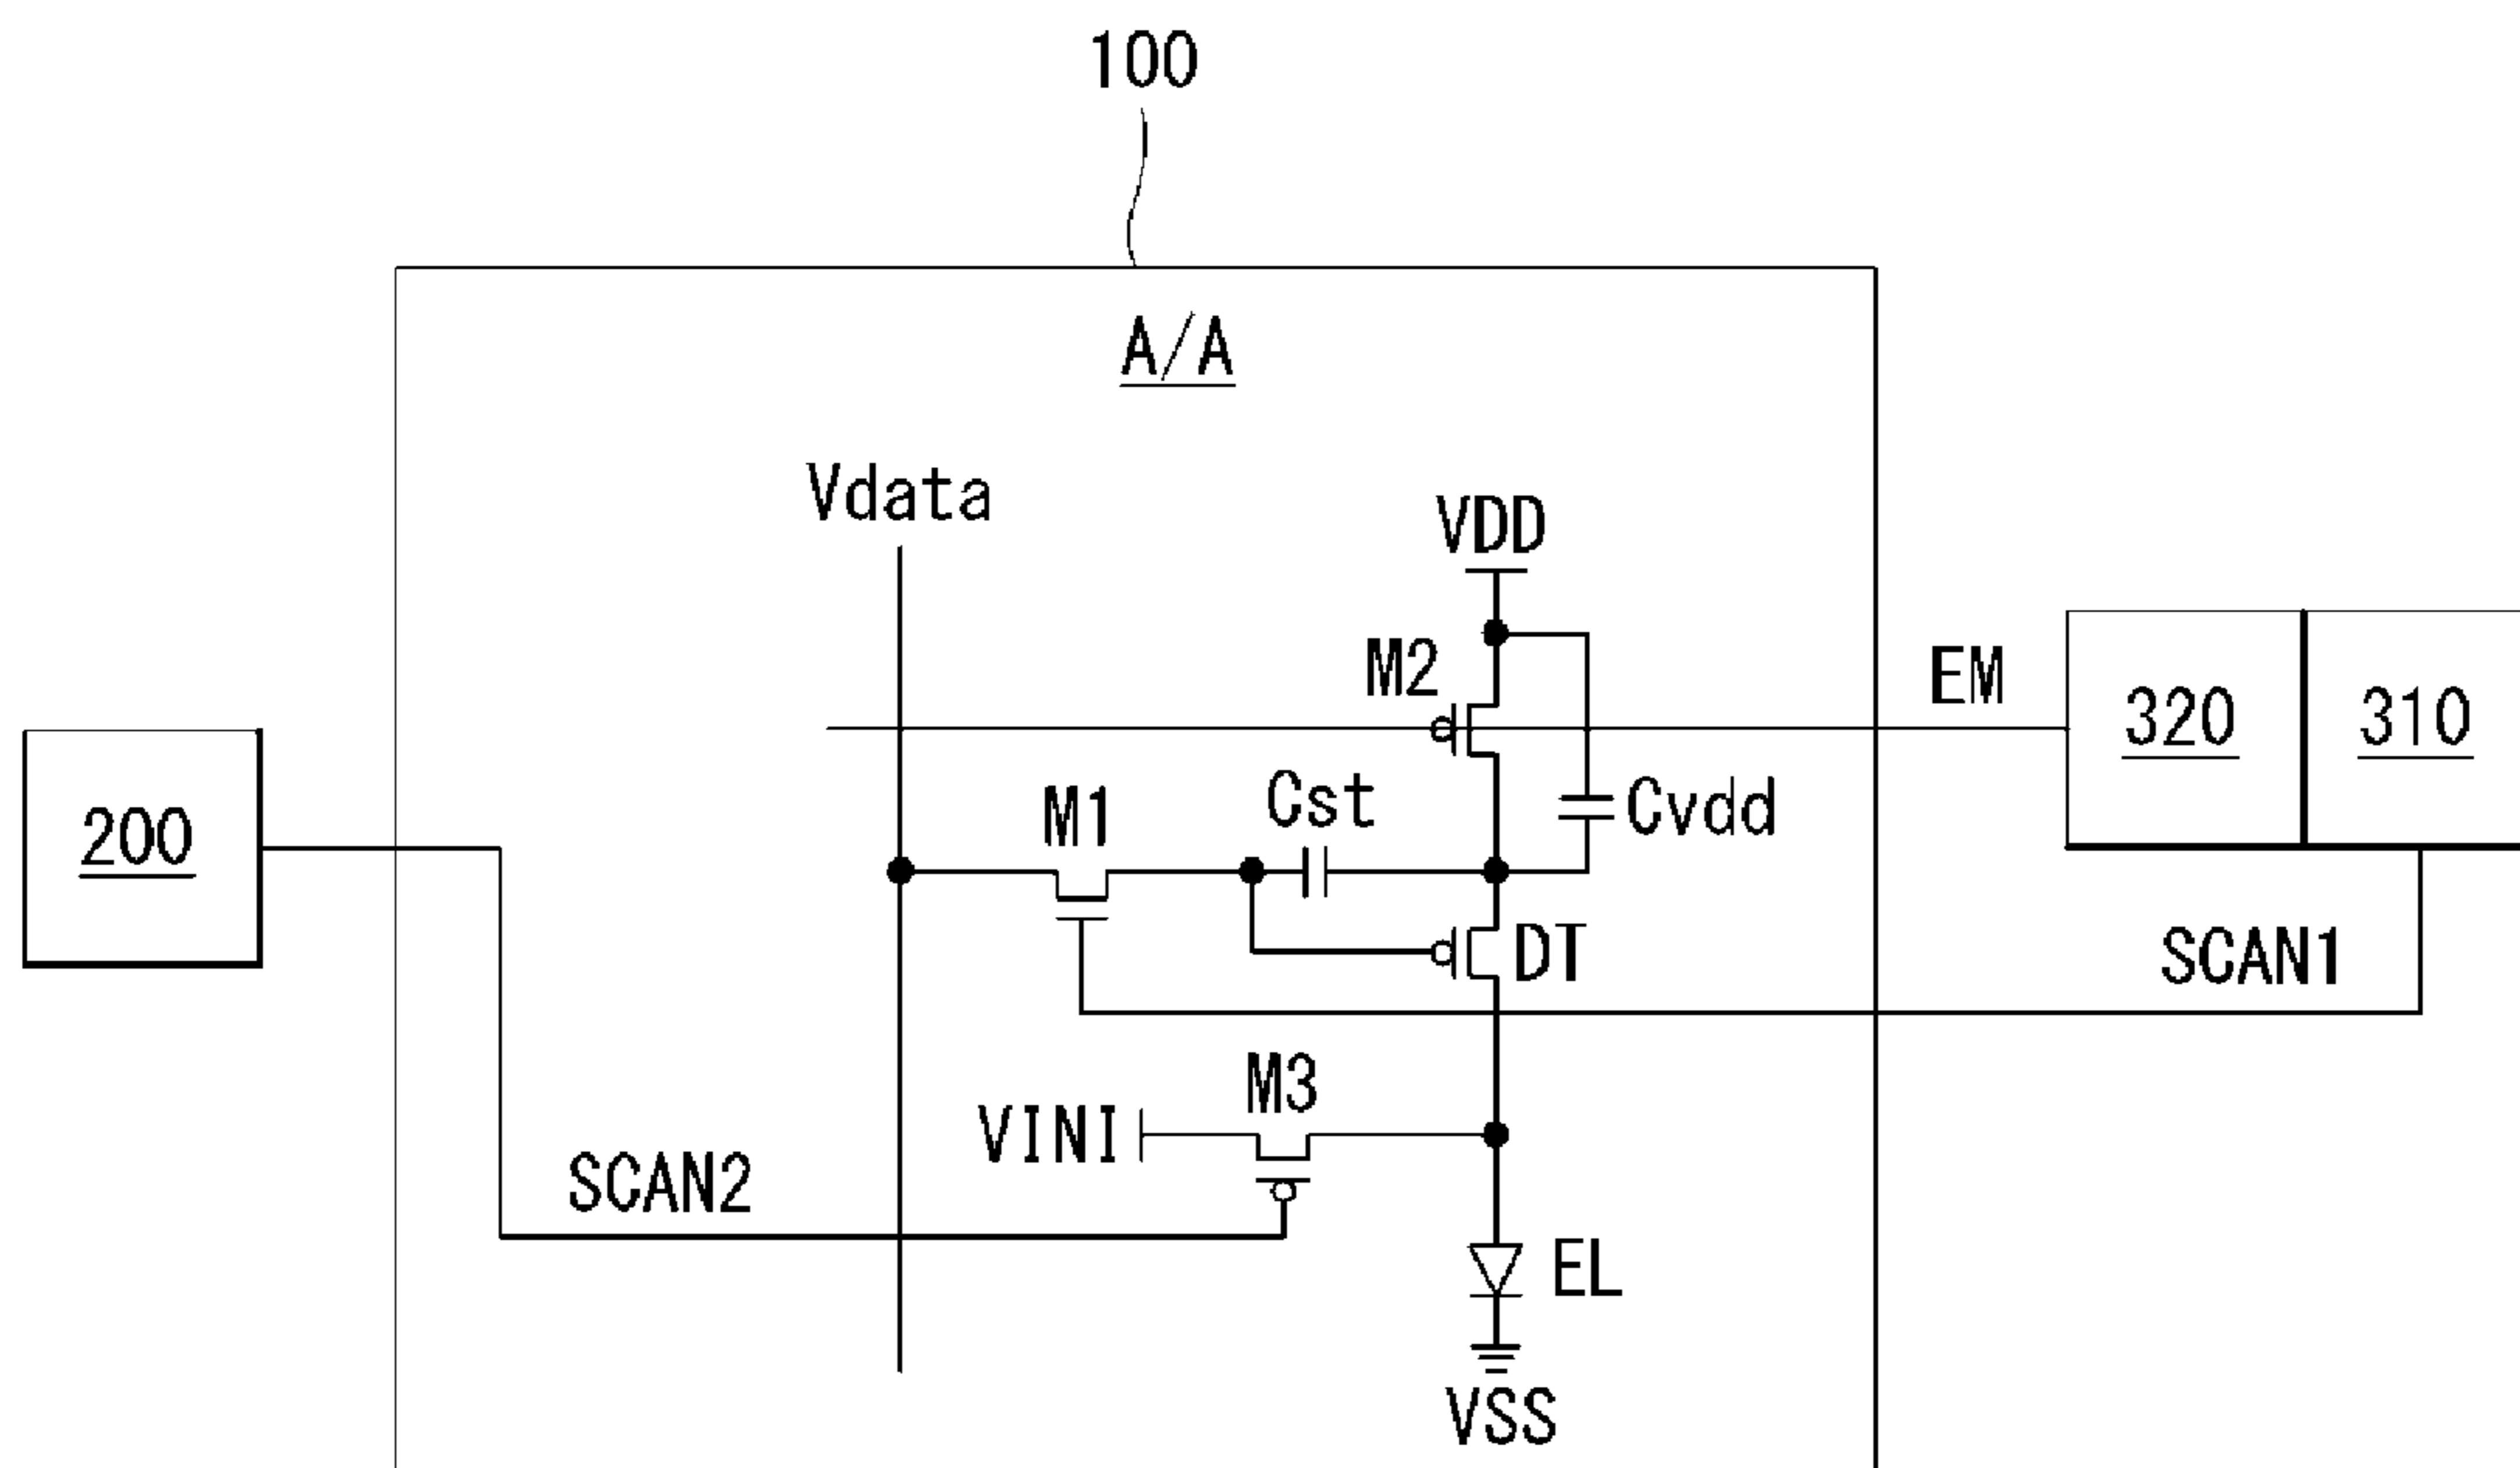 100
A/A
Vdata
VDD
M2
EM
320
310
200
M1
Cst
Cvdd
DT
SCAN1
M3
VINI
SCAN2
EL
VSS